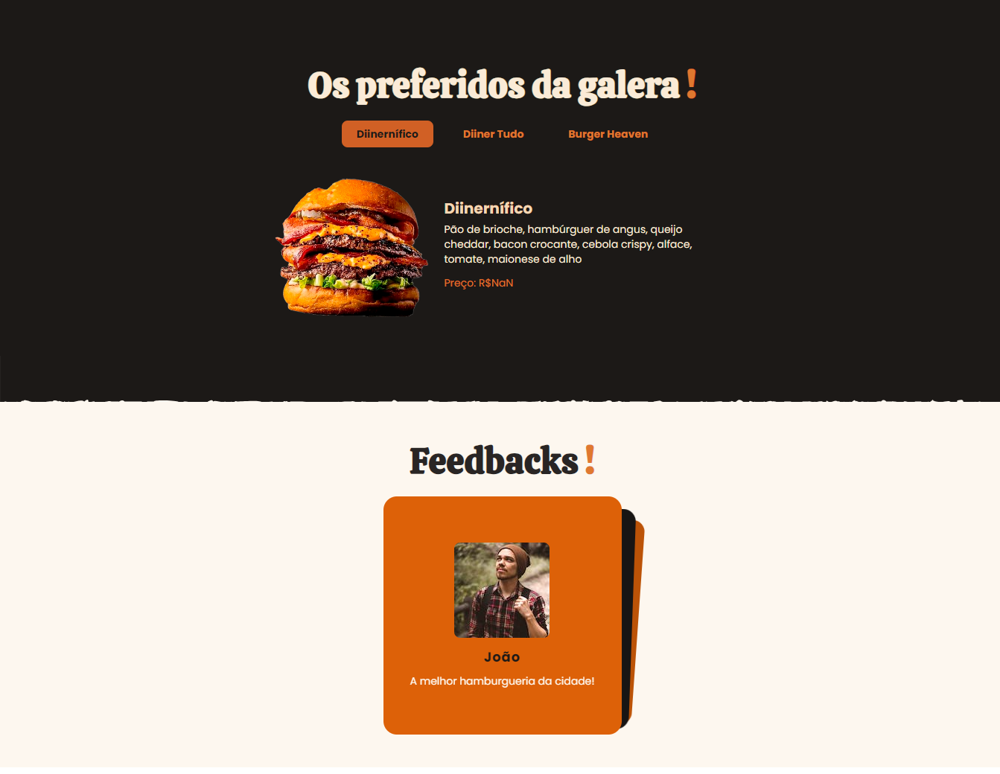 Os preferidos da galera !
Diinernífico
Diiner Tudo
Burger Heaven
Diinernífico
Pão de brioche, hambúrguer de angus, queijo
cheddar, bacon crocante, cebola crispy, alface,
tomate, maionese de alho
Preço: R$NaN
Feedbacks !
João
A melhor hamburgueria da cidade!